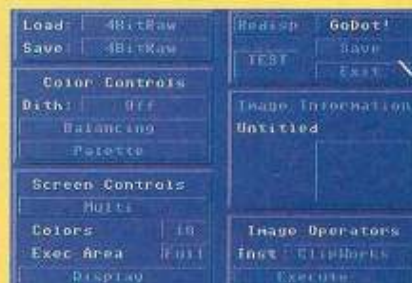 Load: 4BitRaw
Save: 4BitRaw
Color Controls
Dith: Off
Balancing
Palette
Screen Controls
Multi
Colors 16
Exec Area Full
Display
Redisp GoDot!
Save
TEST
Exit
Image Information
Untitled
Image Operators
Inst: ClipWorks
Execute